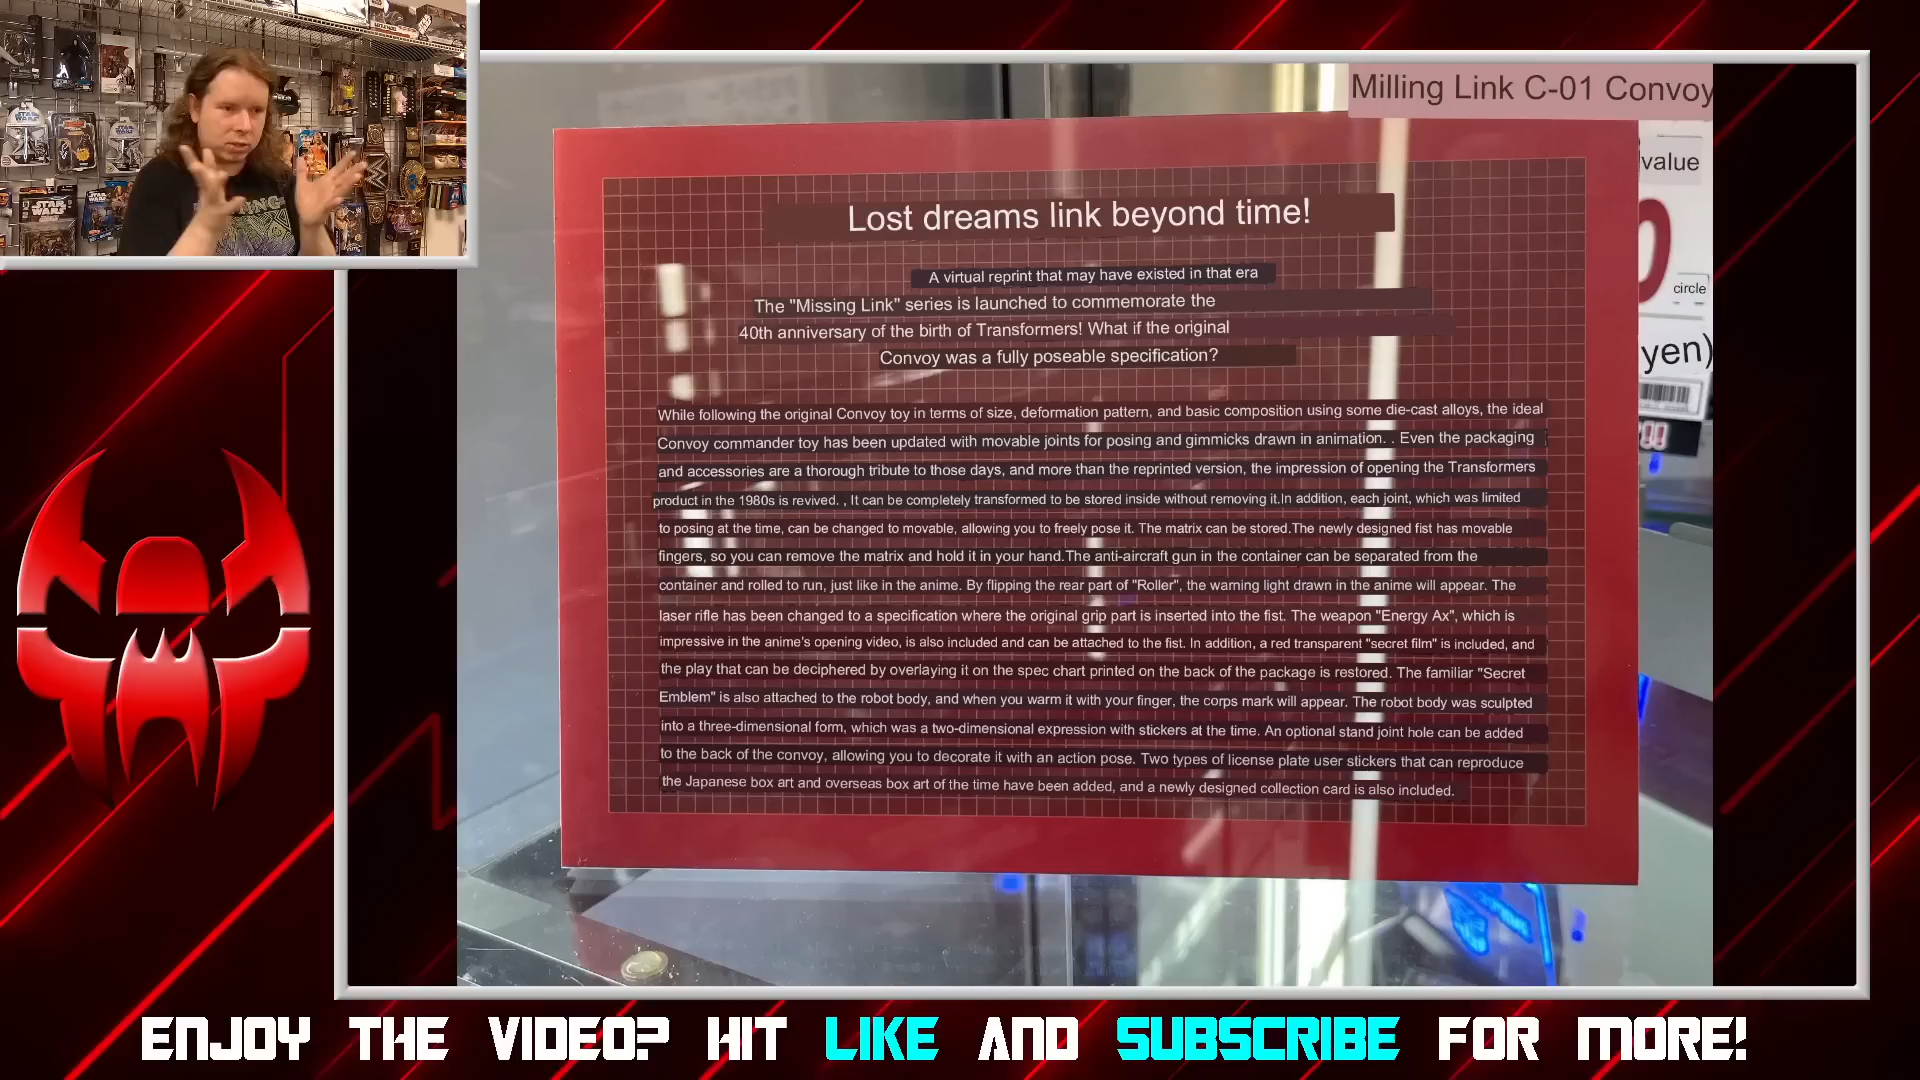 Milling Link C-01 Convoy
value
circle
yen)
Lost dreams link beyond time!
A virtual reprint that may have existed in that era
The "Missing Link" series is launched to commemorate the
40th anniversary of the birth of Transformers! What if the original
Convoy was a fully poseable specification?
While following the original Convoy toy in terms of size, deformation pattern, and basic composition using some die-cast alloys, the ideal
Convoy commander toy has been updated with movable joints for posing and gimmicks drawn in animation. . Even the packaging
and accessories are a thorough tribute to those days, and more than the reprinted version, the impression of opening the Transformers
product in the 1980s is revived. , It can be completely transformed to be stored inside without removing it.In addition, each joint, which was limited
to posing at the time, can be changed to movable, allowing you to freely pose it. The matrix can be stored.The newly designed fist has movable
fingers, so you can remove the matrix and hold it in your hand.The anti-aircraft gun in the container can be separated from the
container and rolled to run, just like in the anime. By flipping the rear part of "Roller", the warning light drawn in the anime will appear. The
laser rifle has been changed to a specification where the original grip part is inserted into the fist. The weapon "Energy Ax", which is
impressive in the anime's opening video, is also included and can be attached to the fist. In addition, a red transparent "secret film" is included, and
the play that can be deciphered by overlaying it on the spec chart printed on the back of the package is restored. The familiar "Secret
Emblem" is also attached to the robot body, and when you warm it with your finger, the corps mark will appear. The robot body was sculpted
into a three-dimensional form, which was a two-dimensional expression with stickers at the time. An optional stand joint hole can be added
to the back of the convoy, allowing you to decorate it with an action pose. Two types of license plate user stickers that can reproduce
the Japanese box art and overseas box art of the time have been added, and a newly designed collection card is also included.
STAR WARS
ENJOY THE VIDEO? HIT LIKE AND SUBSCRIBE FOR MORE!